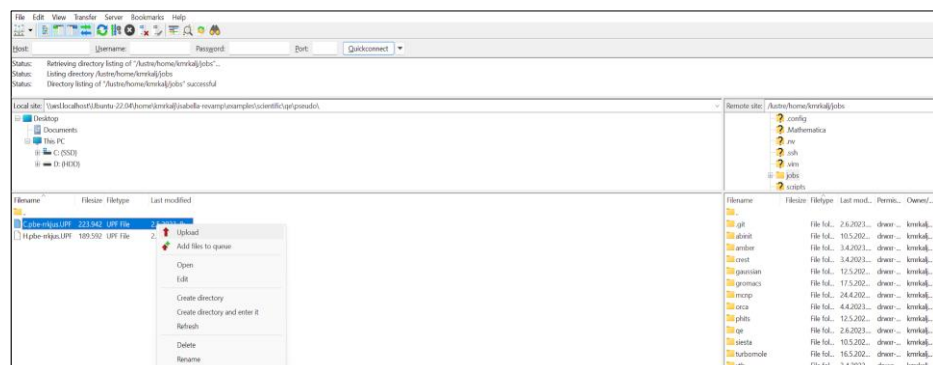 File Edit View Transfer Server Bookmarks Help
Host: Username: Password: Port: Quickconnect
Status: Retrieving directory listing of "/lustre/home/kmrkalj/jobs"...
Status: Listing directory /lustre/home/kmrkalj/jobs
Status: Directory listing of "/lustre/home/kmrkalj/jobs" successful
Local site: \\wsl.localhost\Ubuntu-22.04\home\kmrkalj\isabella-revamp\examples\scientific\qe\pseudo\
Desktop
Documents
This PC
C: (SSD)
D: (HDD)
Remote site: /lustre/home/kmrkalj/jobs
.config
.Mathematica
.nv
.ssh
.vim
jobs
scripts
Filename Filesize Filetype Last modified
..
C.pbe-rrkjus.UPF 223.942 UPF File
H.pbe-rrkjus.UPF 189.592 UPF File 2.
Upload
Add files to queue
Open
Edit
Create directory
Create directory and enter it
Refresh
Delete
Rename
Filename Filesize Filetype Last mod... Permis... Owner/...
..
.git File fol... 2.6.2023... drwxr-... kmrkalj...
abinit File fol... 10.5.202... drwxr-... kmrkalj...
amber File fol... 3.4.2023... drwxr-... kmrkalj...
crest File fol... 3.4.2023... drwxr-... kmrkalj...
gaussian File fol... 12.5.202... drwxr-... kmrkalj...
gromacs File fol... 17.5.202... drwxr-... kmrkalj...
mcnp File fol... 24.4.202... drwxr-... kmrkalj...
orca File fol... 4.4.2023... drwxr-... kmrkalj...
phits File fol... 12.5.202... drwxr-... kmrkalj...
qe File fol... 2.6.2023... drwxr-... kmrkalj...
siesta File fol... 10.5.202... drwxr-... kmrkalj...
turbomole File fol... 16.5.202... drwxr-... kmrkalj...